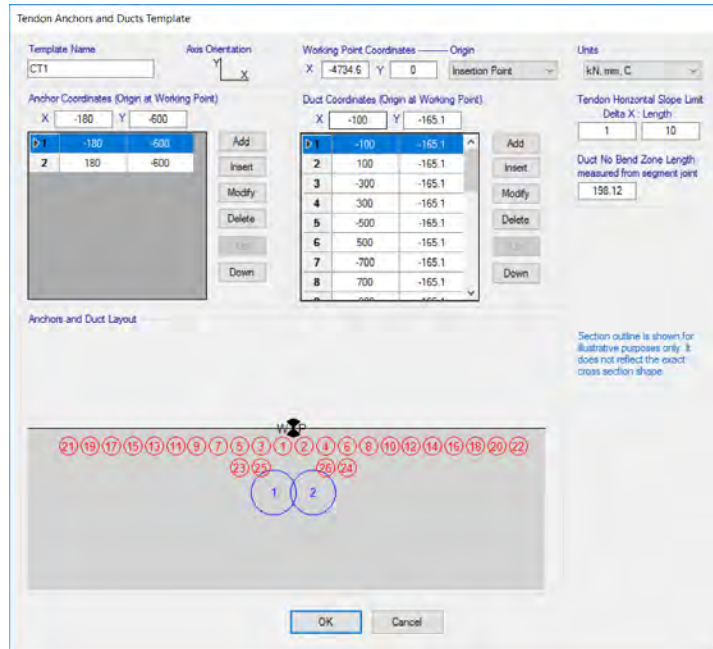 Tendon Anchors and Ducts Template
Template Name
CT1
Axis Orientation
Y
X
Working Point Coordinates
Origin
X -4734.6 Y 0 Insertion Point
Units
kN, mm, C
Anchor Coordinates (Origin at Working Point)
X -180 Y -600
1 -180 -600
2 180 -600
Add
Insert
Modify
Delete
Up
Down
Duct Coordinates (Origin at Working Point)
X -100 Y -165.1
1 -100 -165.1
2 100 -165.1
3 -300 -165.1
4 300 -165.1
5 -500 -165.1
6 500 -165.1
7 -700 -165.1
8 700 -165.1
Add
Insert
Modify
Delete
Down
Tendon Horizontal Slope Limit
Delta X : Length
1 10
Duct No Bend Zone Length
measured from segment joint
198.12
Anchors and Duct Layout
Section outline is shown for
illustrative purposes only. It
does not reflect the exact
cross section shape
W P
21 19 17 15 13 11 9 7 5 3 1 2 4 6 8 10 12 14 16 18 20 22
23 25 26 24
1 2
OK Cancel